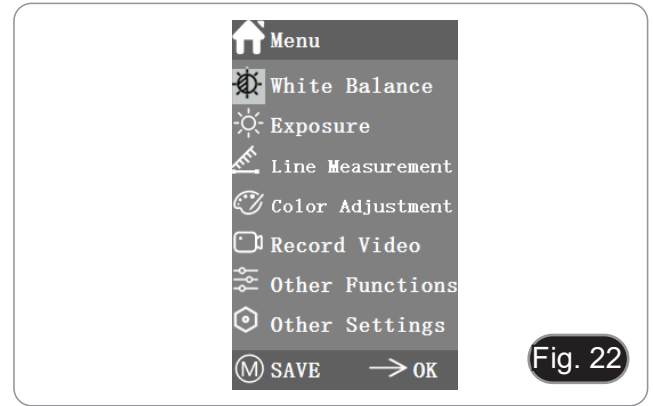 Menu
White Balance
Exposure
Line Measurement
Color Adjustment
Record Video
Other Functions
Other Settings
M SAVE → OK
Fig. 22